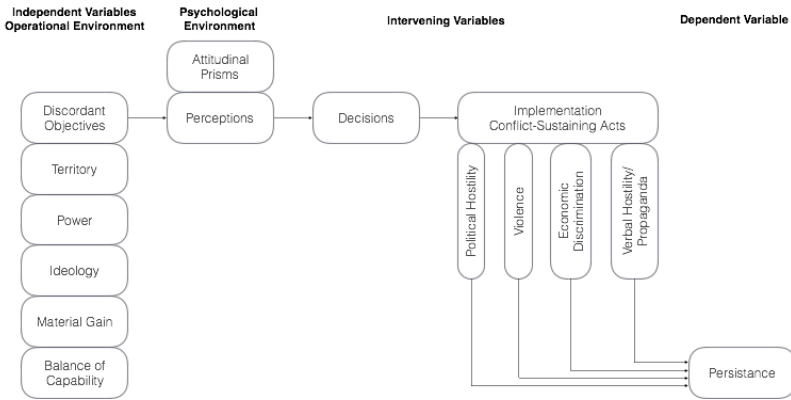 Independent Variables
Operational Environment
Psychological
Environment
Intervening Variables
Dependent Variable
Attitudinal
Prisms
Discordant
Objectives
Perceptions
Decisions
Implementation
Conflict-Sustaining Acts
Territory
Power
Ideology
Material Gain
Balance of
Capability
Political Hostility
Violence
Economic
Discrimination
Verbal Hostility/
Propaganda
Persistance